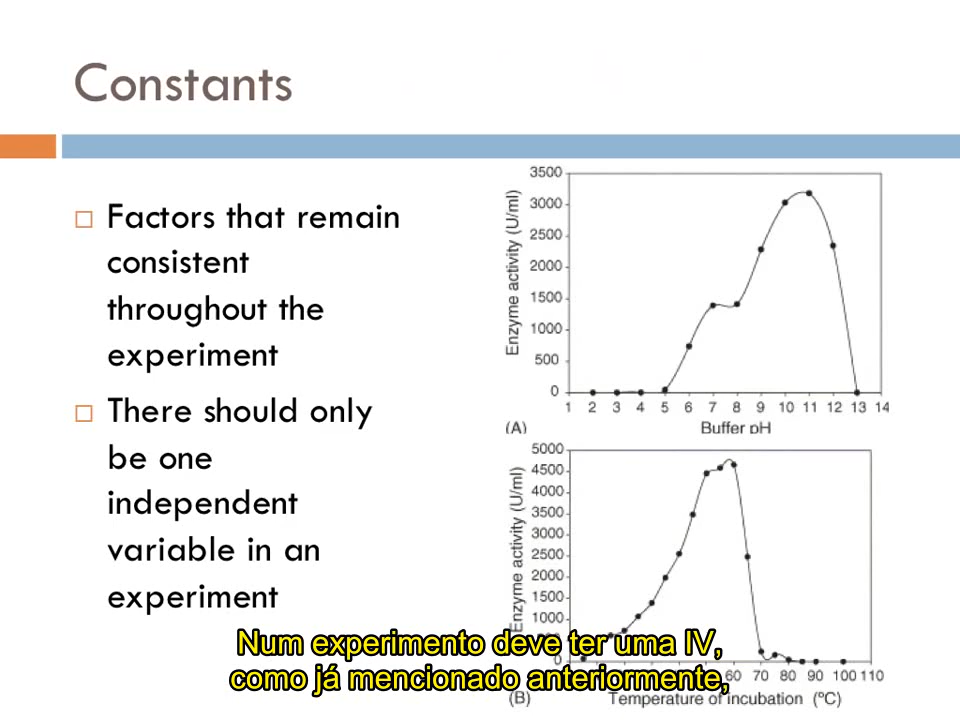 Constants
Factors that remain
consistent
throughout the
experiment
There should only
be one
independent
variable in an
experiment
Enzyme activity (U/ml)
3500
3000
2500
2000
1500
1000
500
0
1 2 3 4 5 6 7 8 9 10 11 12 13 14
(A) Buffer pH
Enzyme activity (U/ml)
5000
4500
4000
3500
3000
2500
2000
1500
1000
0
60 70 80 90 100 110
(B) Temperature of incubation (ºC)
Num experimento deve ter uma IV,
como já mencionado anteriormente,